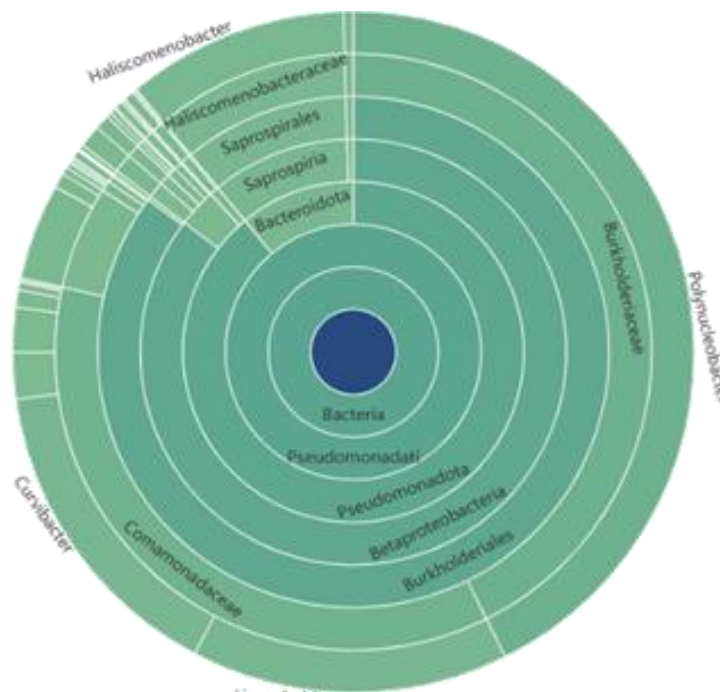 Haliscomenobacter
Haliscomenobacteraceae
Saprospirales
Saprospiria
Bacteroidota
Burkholderiaceae
Bacteria
Pseudomonadati
Pseudomonadota
Betaproteobacteria
Burkholderiales
Comamonadaceae
Curvibacter